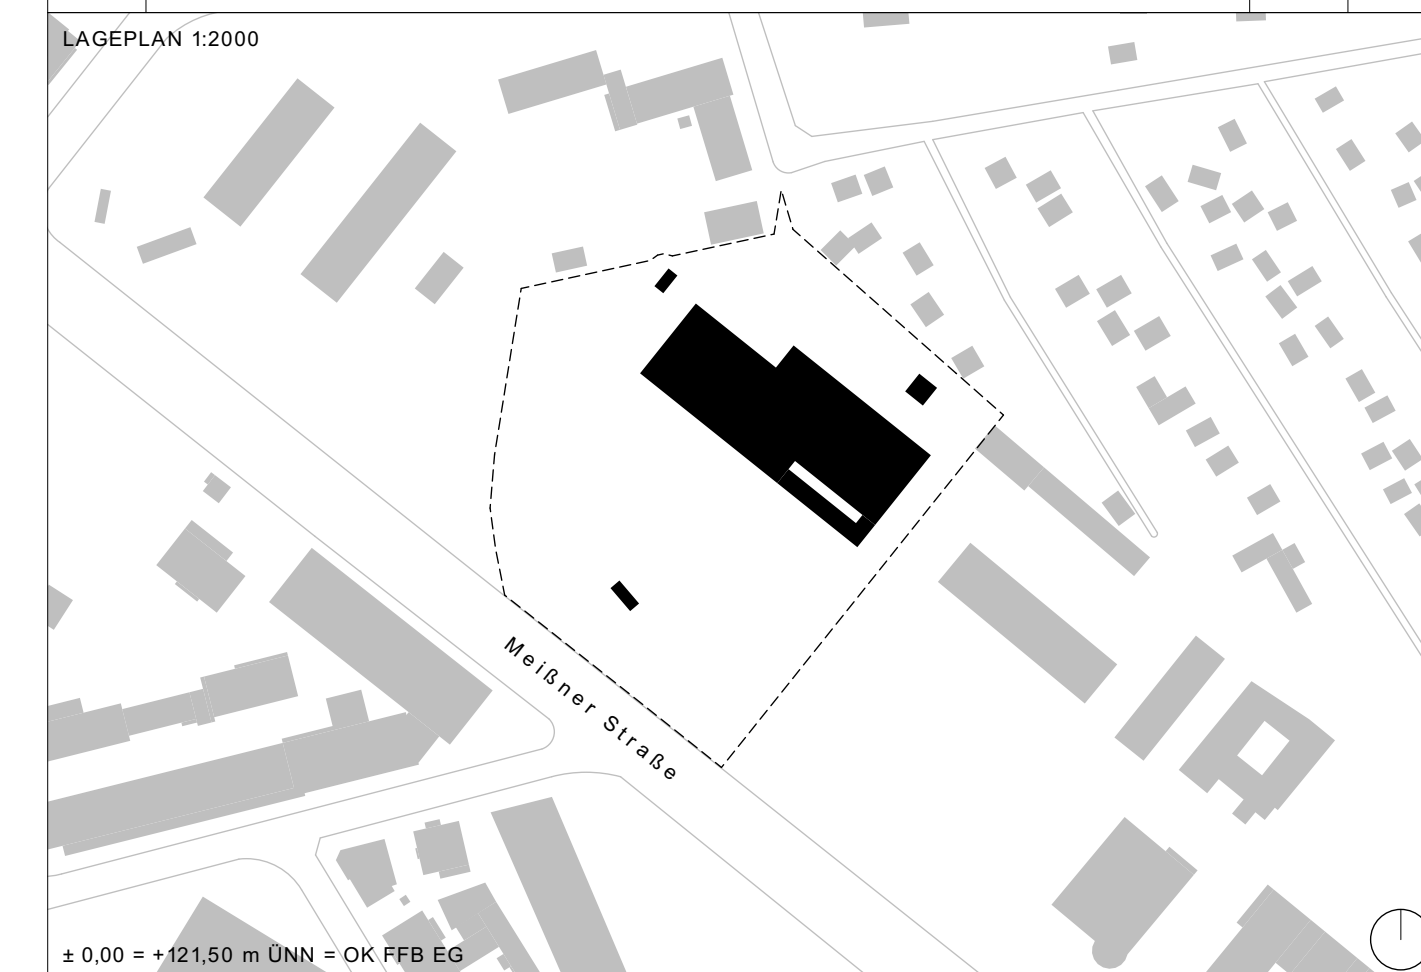 LAGEPLAN 1:2000
Meißner Straße
± 0,00 = +121,50 m ÜNN = OK FFB EG